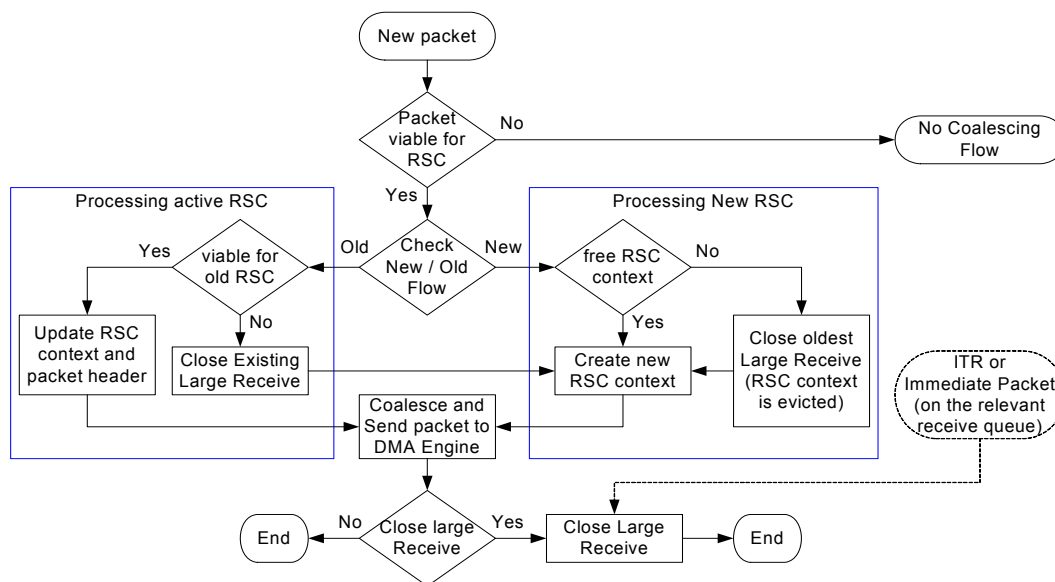 New packet
Packet
viable for
RSC
No
No Coalescing
Flow
Yes
Processing active RSC
Processing New RSC
Yes
viable for
old RSC
Old
Check
New / Old
Flow
New
free RSC
context
No
No
Yes
Update RSC
context and
packet header
Close Existing
Large Receive
Create new
RSC context
Close oldest
Large Receive
(RSC context
is evicted)
ITR or
Immediate Packet
(on the relevant
receive queue)
Coalesce and
Send packet to
DMA Engine
End
No
Close large
Receive
Yes
Close Large
Receive
End